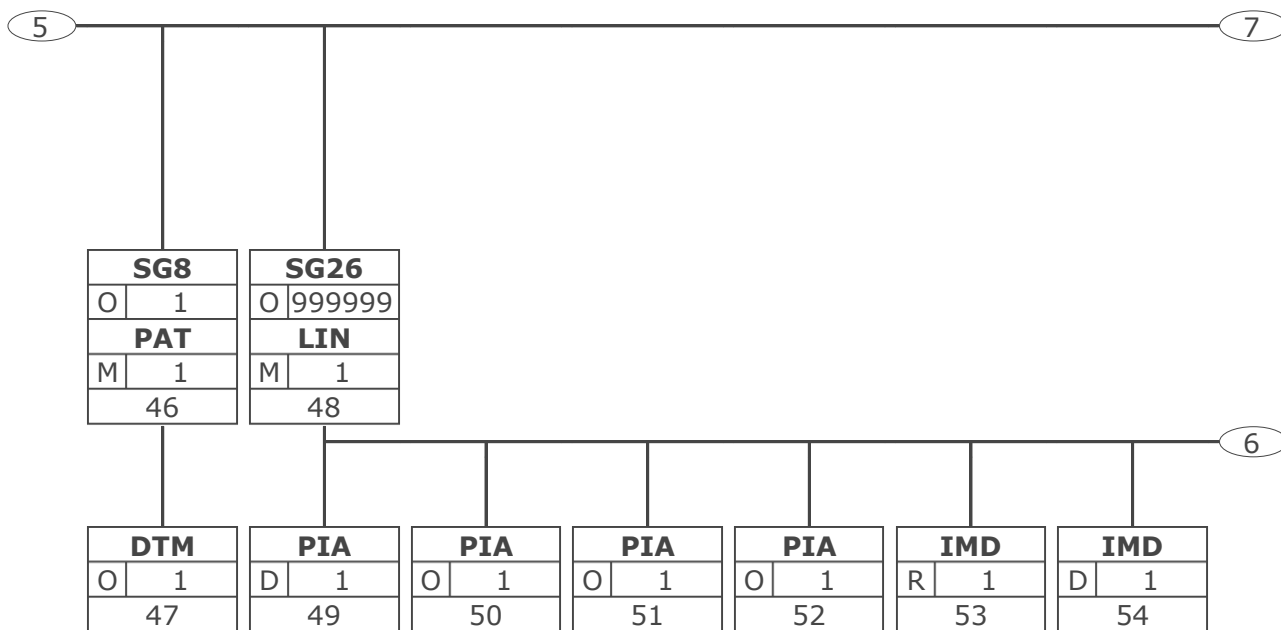 5 7
SG8 SG26
O 1 O 999999
PAT LIN
M 1 M 1
46 48
6
DTM PIA PIA PIA PIA IMD IMD
O 1 D 1 O 1 O 1 O 1 R 1 D 1
47 49 50 51 52 53 54